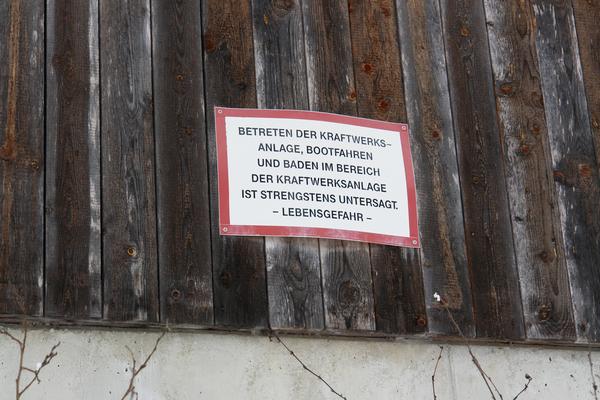 BETRETEN DER KRAFTWERKS-
ANLAGE, BOOTFAHREN
UND BADEN IM BEREICH
DER KRAFTWERKSANLAGE
IST STRENGSTENS UNTERSAGT.
– LEBENSGEFAHR –